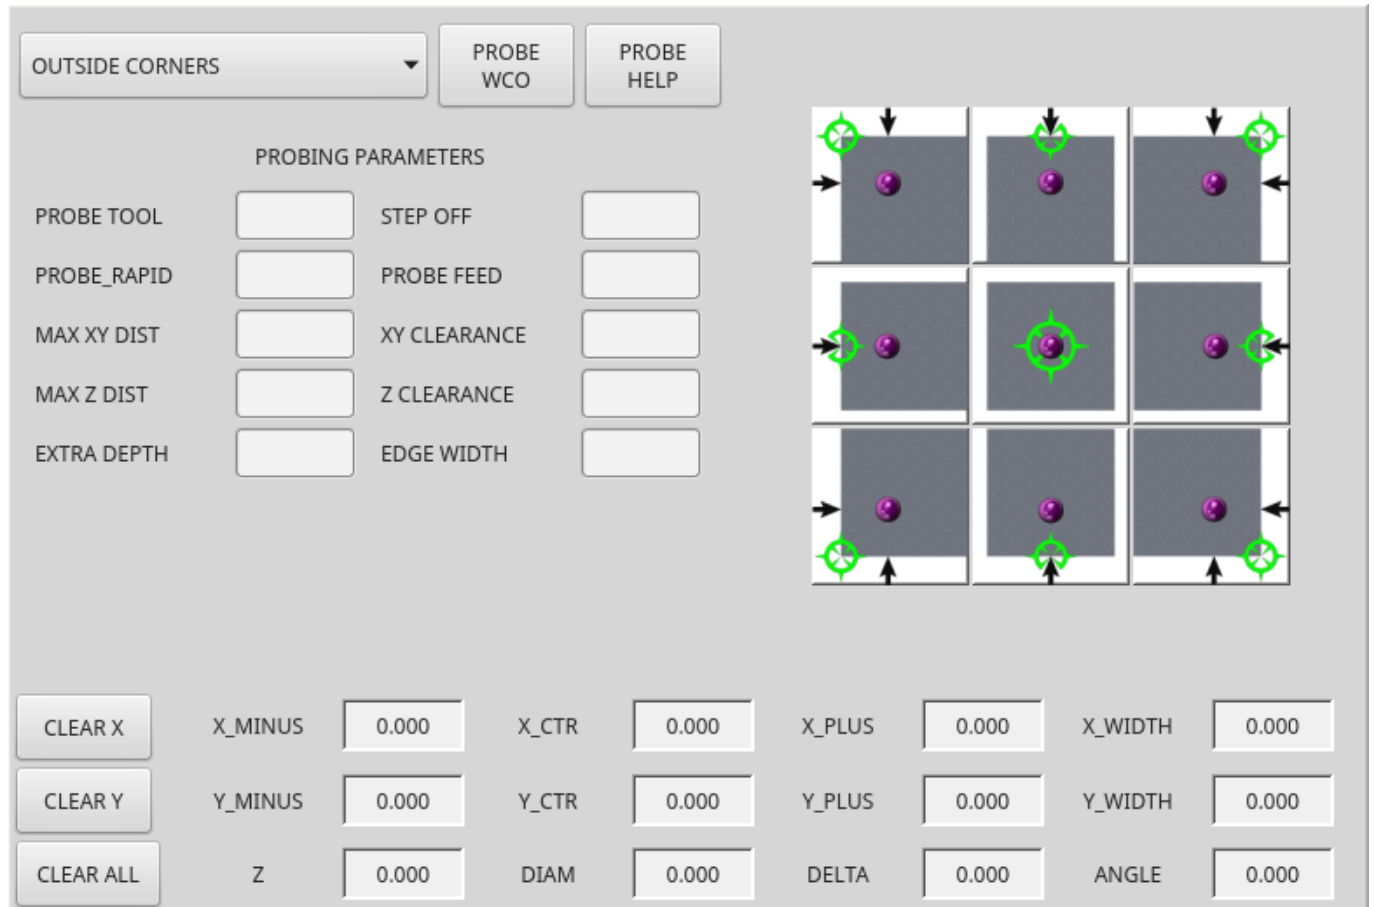 OUTSIDE CORNERS
PROBE
WCO
PROBE
HELP
PROBING PARAMETERS
PROBE TOOL
STEP OFF
PROBE_RAPID
PROBE FEED
MAX XY DIST
XY CLEARANCE
MAX Z DIST
Z CLEARANCE
EXTRA DEPTH
EDGE WIDTH
CLEAR X
X_MINUS 0.000 X_CTR 0.000 X_PLUS 0.000 X_WIDTH 0.000
CLEAR Y
Y_MINUS 0.000 Y_CTR 0.000 Y_PLUS 0.000 Y_WIDTH 0.000
CLEAR ALL
Z 0.000 DIAM 0.000 DELTA 0.000 ANGLE 0.000